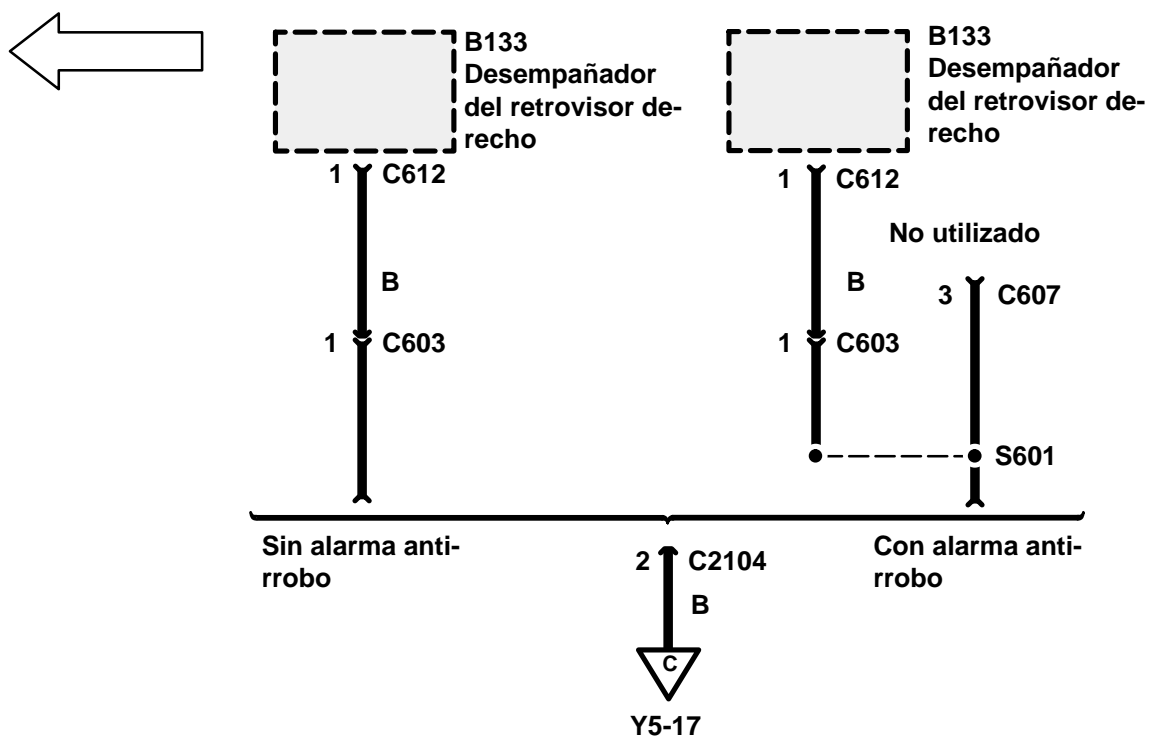 B133
Desempañador
del retrovisor de-
recho
B133
Desempañador
del retrovisor de-
recho
1 C612
1 C612
No utilizado
B
B
3 C607
1 C603
1 C603
S601
Sin alarma anti-
rrobo
2 C2104
Con alarma anti-
rrobo
B
C
Y5-17